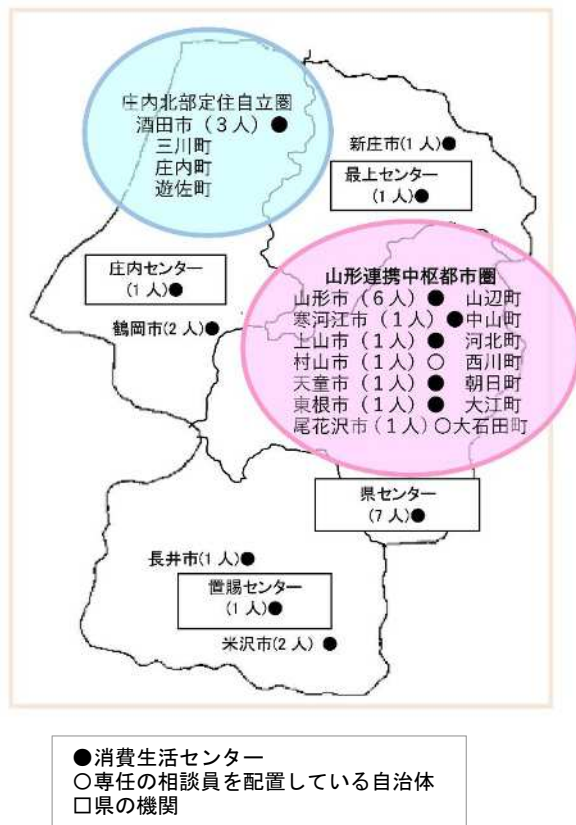 庄内北部定住自立圏
酒田市（３人）●
三川町
庄内町
遊佐町
新庄市(1人)●
最上センター
(1人)●
庄内センター
(1人)●
鶴岡市(2人)●
山形連携中枢都市圏
山形市（６人）● 山辺町
寒河江市（１人）●中山町
上山市（１人）● 河北町
村山市（１人）○ 西川町
天童市（１人）● 朝日町
東根市（１人）● 大江町
尾花沢市（１人）○大石田町
県センター
(7人)●
長井市(1人)●
置賜センター
(1人)●
米沢市(2人)●
●消費生活センター
○専任の相談員を配置している自治体
□県の機関